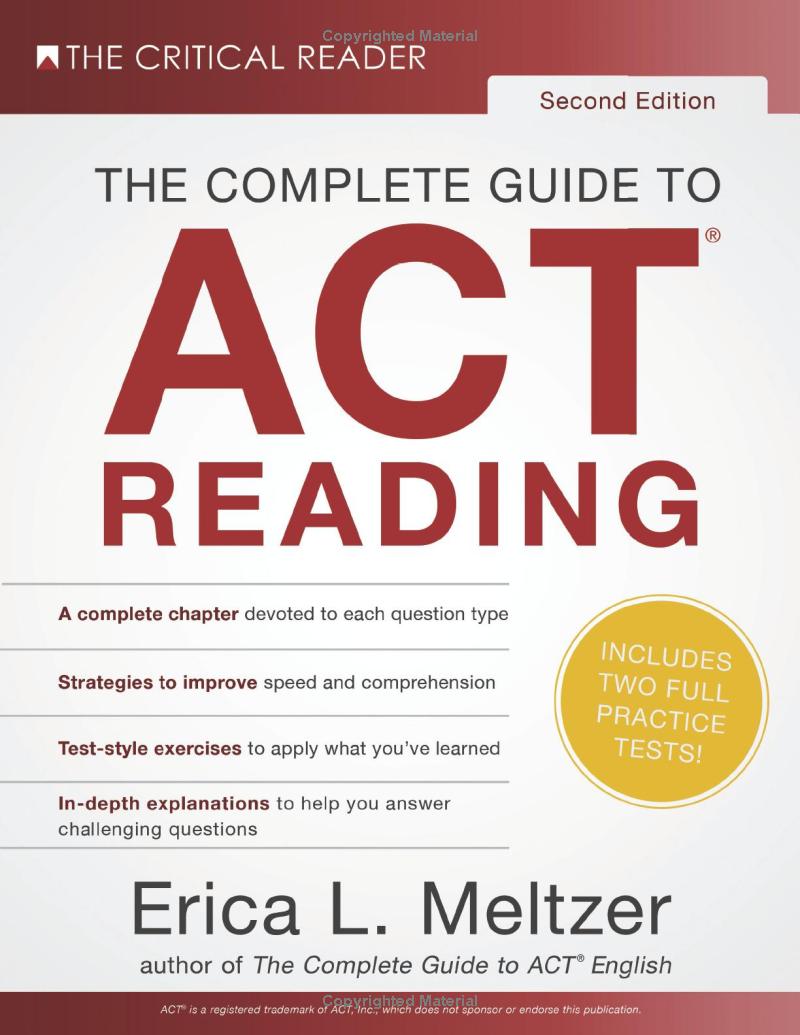 Copyrighted Material
THE CRITICAL READER
Second Edition
THE COMPLETE GUIDE TO
ACT®
READING
A complete chapter devoted to each question type
Strategies to improve speed and comprehension
Test-style exercises to apply what you've learned
In-depth explanations to help you answer
challenging questions
INCLUDES
TWO FULL
PRACTICE
TESTS!
Erica L. Meltzer
author of The Complete Guide to ACT® English
Copyrighted Material
ACT® is a registered trademark of ACT, Inc., which does not sponsor or endorse this publication.